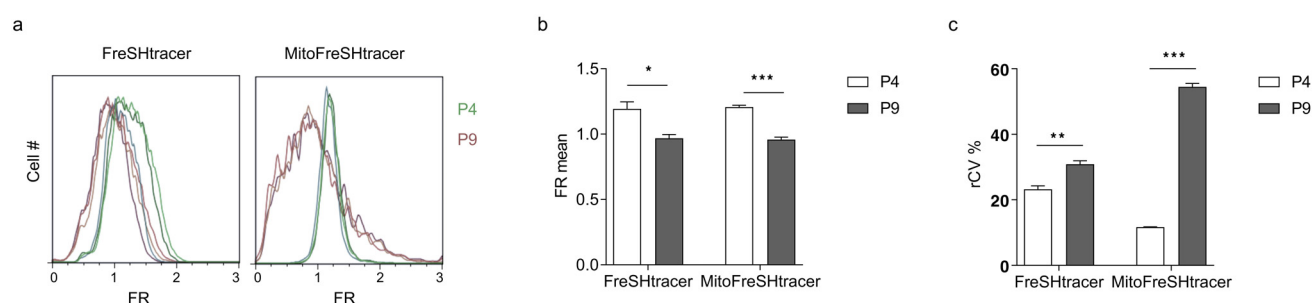 a
FreSHtracer
MitoFreSHtracer
P4
P9
Cell #
0 1 2 3
0 1 2 3
FR
FR
b
FR mean
1.5
1.0
0.5
0.0
*
***
FreSHtracer MitoFreSHtracer
P4
P9
c
rCV %
60
40
20
0
**
***
FreSHtracer MitoFreSHtracer
P4
P9